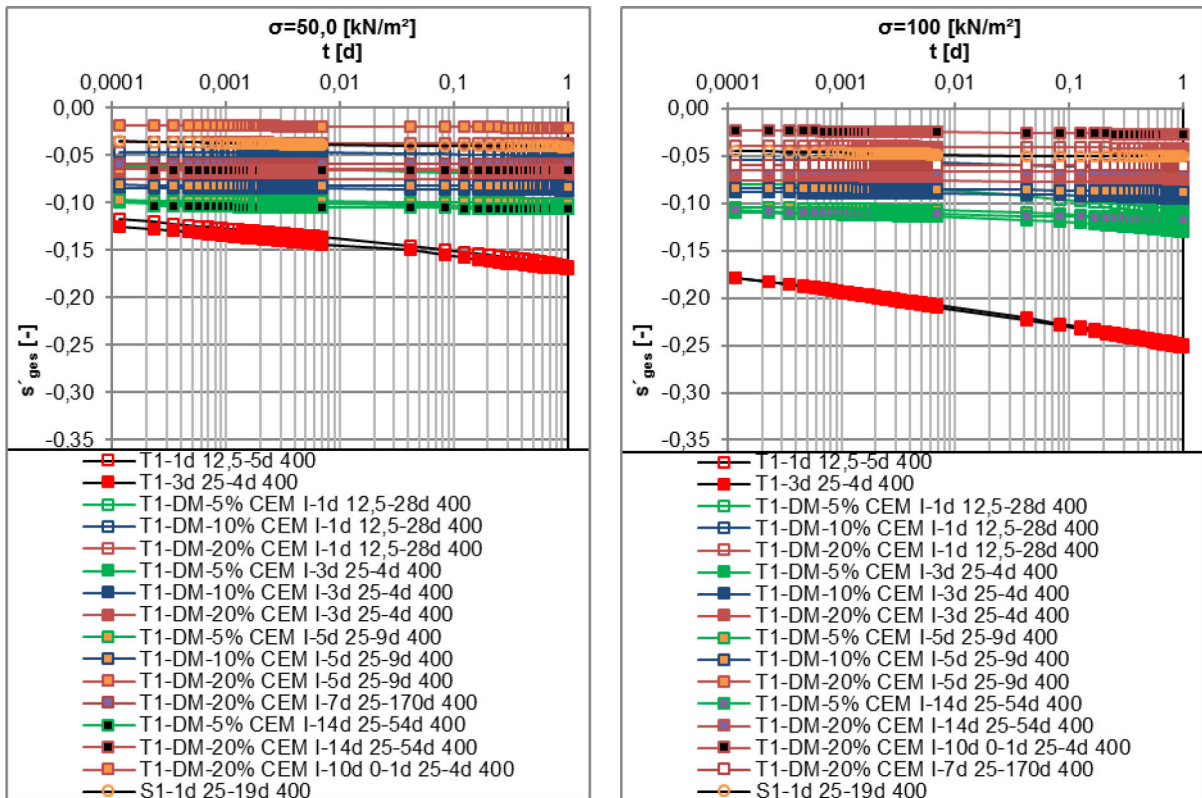 σ=50,0 [kN/m²]
t [d]
0,0001 0,001 0,01 0,1 1
0,00
-0,05
-0,10
-0,15
-0,20
-0,25
-0,30
-0,35
s´ges [-]
T1-1d 12,5-5d 400
T1-3d 25-4d 400
T1-DM-5% CEM I-1d 12,5-28d 400
T1-DM-10% CEM I-1d 12,5-28d 400
T1-DM-20% CEM I-1d 12,5-28d 400
T1-DM-5% CEM I-3d 25-4d 400
T1-DM-10% CEM I-3d 25-4d 400
T1-DM-20% CEM I-3d 25-4d 400
T1-DM-5% CEM I-5d 25-9d 400
T1-DM-10% CEM I-5d 25-9d 400
T1-DM-20% CEM I-5d 25-9d 400
T1-DM-20% CEM I-7d 25-170d 400
T1-DM-5% CEM I-14d 25-54d 400
T1-DM-20% CEM I-14d 25-54d 400
T1-DM-20% CEM I-10d 0-1d 25-4d 400
S1-1d 25-19d 400
σ=100 [kN/m²]
t [d]
0,0001 0,001 0,01 0,1 1
0,00
-0,05
-0,10
-0,15
-0,20
-0,25
-0,30
-0,35
s´ges [-]
T1-1d 12,5-5d 400
T1-3d 25-4d 400
T1-DM-5% CEM I-1d 12,5-28d 400
T1-DM-10% CEM I-1d 12,5-28d 400
T1-DM-20% CEM I-1d 12,5-28d 400
T1-DM-5% CEM I-3d 25-4d 400
T1-DM-10% CEM I-3d 25-4d 400
T1-DM-20% CEM I-3d 25-4d 400
T1-DM-5% CEM I-5d 25-9d 400
T1-DM-10% CEM I-5d 25-9d 400
T1-DM-20% CEM I-5d 25-9d 400
T1-DM-5% CEM I-14d 25-54d 400
T1-DM-20% CEM I-14d 25-54d 400
T1-DM-20% CEM I-10d 0-1d 25-4d 400
T1-DM-20% CEM I-7d 25-170d 400
S1-1d 25-19d 400